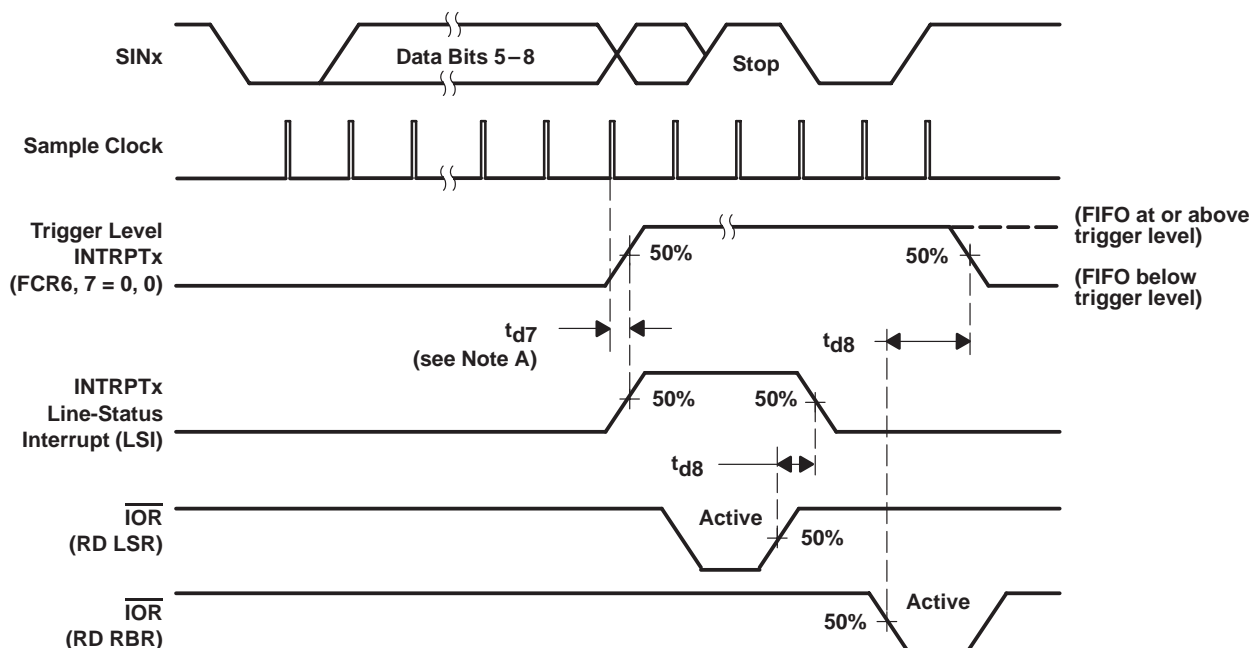 SINx
Data Bits 5–8
Stop
Sample Clock
Trigger Level
INTRPTx
(FCR6, 7 = 0, 0)
50%
50%
(FIFO at or above
trigger level)
(FIFO below
trigger level)
td7
(see Note A)
td8
INTRPTx
Line-Status
Interrupt (LSI)
50%
50%
td8
IOR
(RD LSR)
Active
50%
IOR
(RD RBR)
50%
Active